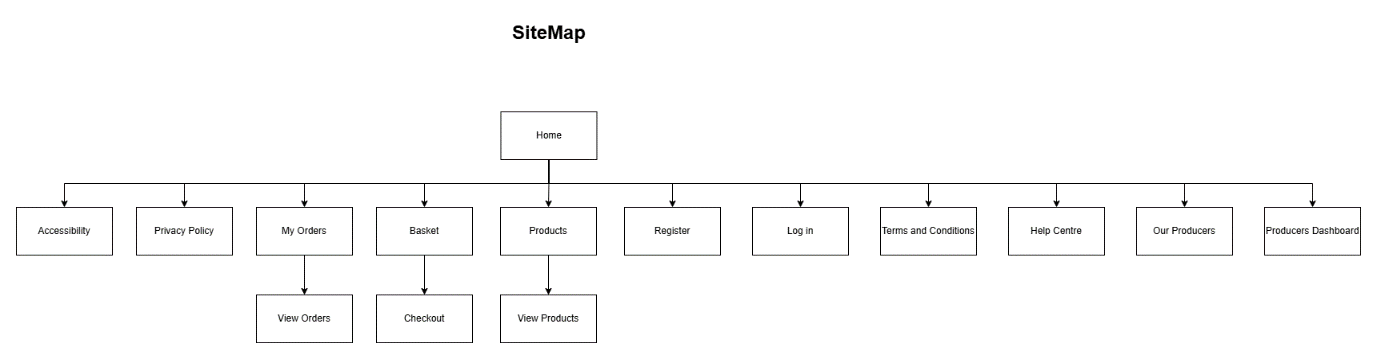 SiteMap
Home
Accessibility
Privacy Policy
My Orders
Basket
Products
Register
Log in
Terms and Conditions
Help Centre
Our Producers
Producers Dashboard
View Orders
Checkout
View Products